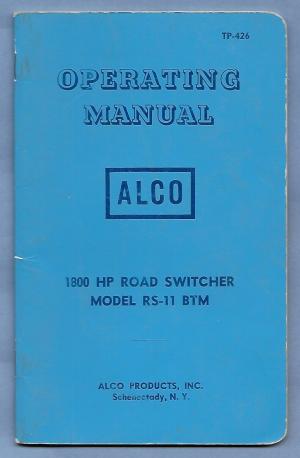 TP-426
OPERATING
MANUAL
ALCO
1800 HP ROAD SWITCHER
MODEL RS-11 BTM
ALCO PRODUCTS, INC.
Schenectady, N. Y.